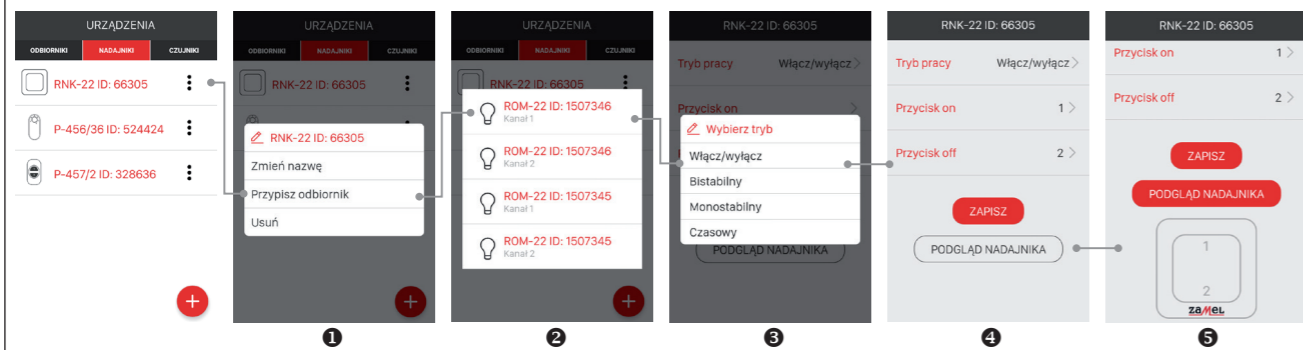 URZĄDZENIA
ODBIORNIKI NADAJNIKI CZUJNIKI
RNK-22 ID: 66305
P-456/36 ID: 524424
P-457/2 ID: 328636
+
URZĄDZENIA
ODBIORNIKI NADAJNIKI CZUJNIKI
RNK-22 ID: 66305
RNK-22 ID: 66305
Zmień nazwę
Przypisz odbiornik
Usuń
+
❶
URZĄDZENIA
ODBIORNIKI NADAJNIKI CZUJNIKI
RNK-22 ID: 66305
ROM-22 ID: 1507346
Kanał 1
ROM-22 ID: 1507346
Kanał 2
ROM-22 ID: 1507345
Kanał 1
ROM-22 ID: 1507345
Kanał 2
+
❷
RNK-22 ID: 66305
Tryb pracy Włącz/wyłącz >
Przycisk on >
Wybierz tryb
Włącz/wyłącz
Bistabilny
Monostabilny
Czasowy
PODGLĄD NADAJNIKA
❸
RNK-22 ID: 66305
Tryb pracy Włącz/wyłącz >
Przycisk on 1 >
Przycisk off 2 >
ZAPISZ
PODGLĄD NADAJNIKA
❹
RNK-22 ID: 66305
Przycisk on 1 >
Przycisk off 2 >
ZAPISZ
PODGLĄD NADAJNIKA
1
2
zamel
❺